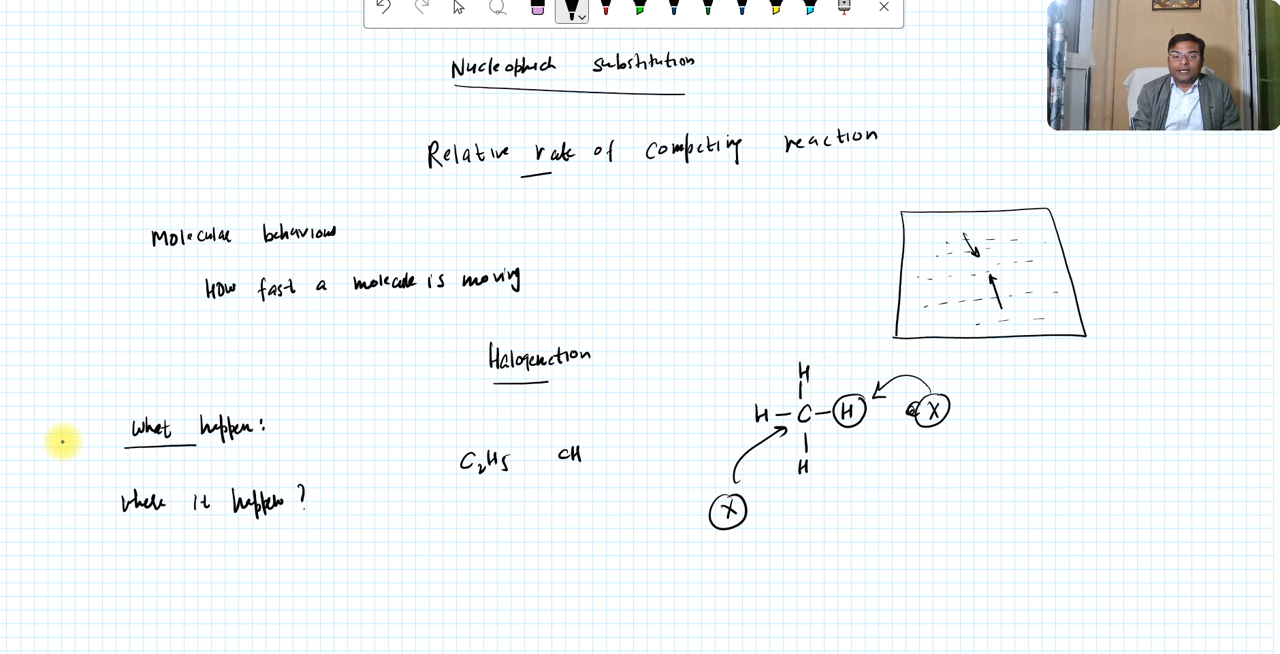 Nucleophilic substitution
Relative rate of competing reaction
Molecular behaviour
How fast a molecule is moving
Halogenation
H
H - C - H X
H
What happen:
C2H5 CH
Where it happen?
X